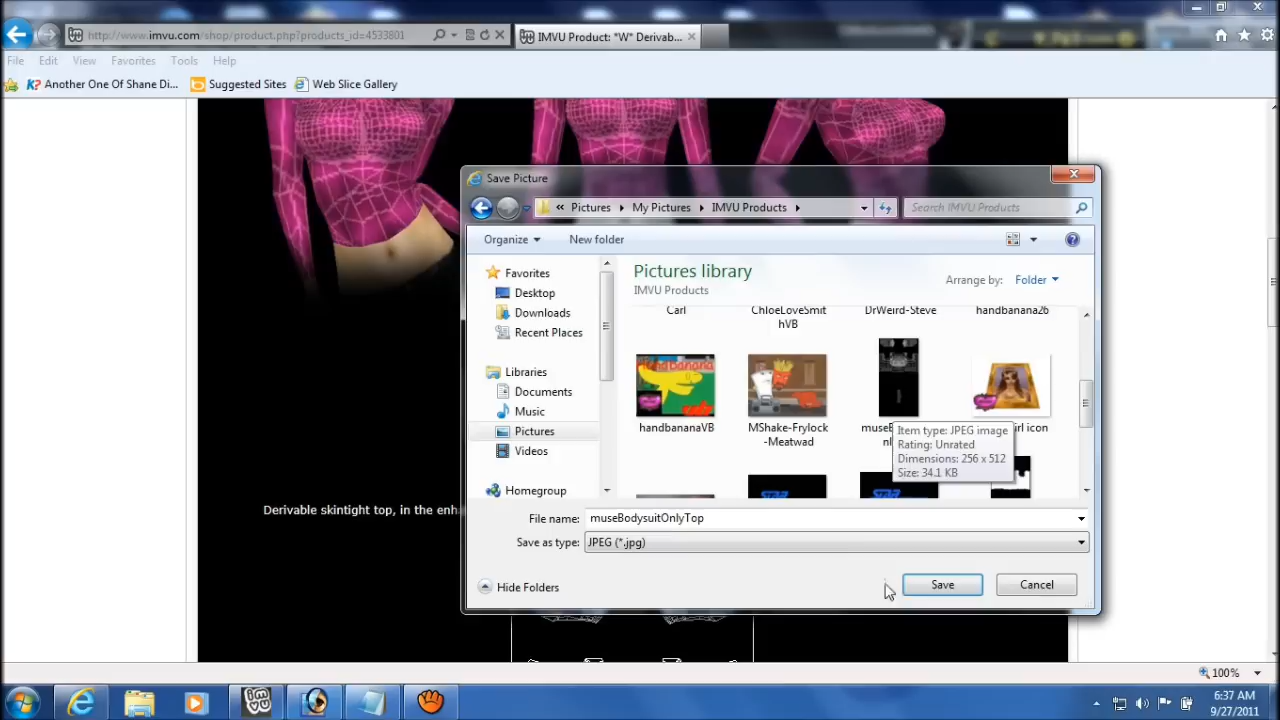 http://www.imvu.com/shop/product.php?products_id=4533801
IMVU Product: "W" Derivab...
File Edit View Favorites Tools Help
Another One Of Shane Di... Suggested Sites Web Slice Gallery
Save Picture
« Pictures My Pictures IMVU Products Search IMVU Products
Organize New folder
Favorites
Desktop
Downloads
Recent Places
Libraries
Documents
Music
Pictures
Videos
Homegroup
Pictures library
IMVU Products
Arrange by: Folder
Carl ChloeLoveSmit DrWeird-Steve handbanana26
hVB
handbananaVB MShake-Frylock
-Meatwad
Item type: JPEG image
Rating: Unrated
Dimensions: 256 x 512
Size: 34.1 KB
icon
File name: museBodysuitOnlyTop
Save as type: JPEG (*.jpg)
Hide Folders Save Cancel
Derivable skintight top, in the
100%
6:37 AM
9/27/2011